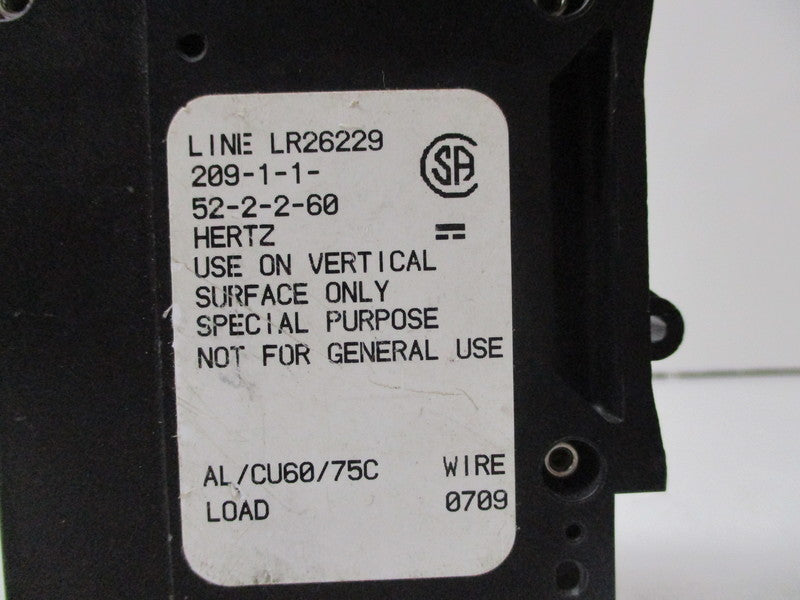 LINE LR26229
209-1-1-
52-2-2-60
HERTZ
USE ON VERTICAL
SURFACE ONLY
SPECIAL PURPOSE
NOT FOR GENERAL USE
AL/CU60/75C WIRE
LOAD 0709
CSA